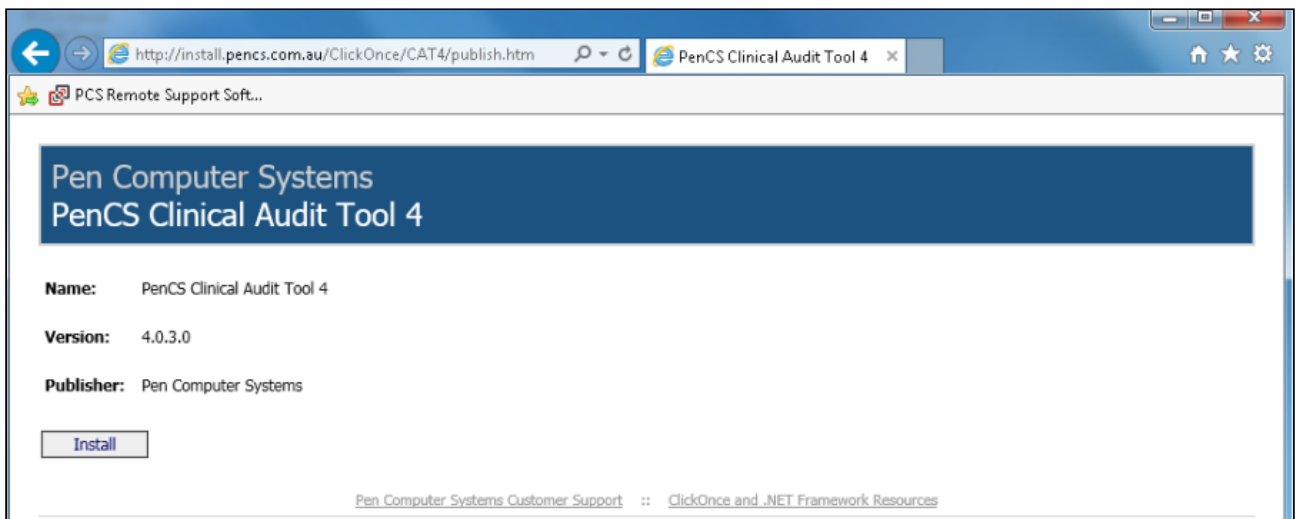 http://install.pencs.com.au/ClickOnce/CAT4/publish.htm PenCS Clinical Audit Tool 4
PCS Remote Support Soft...
Pen Computer Systems
PenCS Clinical Audit Tool 4
Name: PenCS Clinical Audit Tool 4
Version: 4.0.3.0
Publisher: Pen Computer Systems
Install
Pen Computer Systems Customer Support :: ClickOnce and .NET Framework Resources